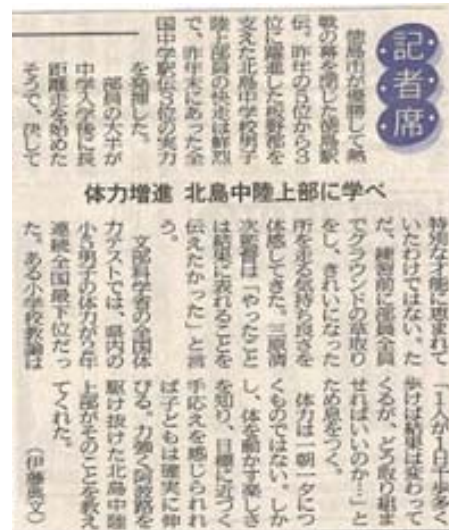 記者席
体力増進 北島中陸上部に学べ
徳島市が優勝して熱
戦の幕を閉じた徳島駅
伝。昨年の5位から3
位に躍進した板野郡を
支えた北島中学校男子
陸上部員の快走は鮮烈
で、昨年末にあった全
国中学駅伝3位の実力
を発揮した。
部員の大半が
中学入学後に長
距離走を始めた
そうで、決して
特別な才能に恵まれて
いたわけではない。た
だ、練習前に部員全員
でグラウンドの草取り
をし、きれいになった
所を走る気持ち良さを
体感してきた。三原清
次監督は「やったこと
は結果に表れることを
伝えたかった」と言
う。
文部科学省の全国体
力テストでは、県内の
小5男子の体力が2年
連続全国最下位だっ
た。ある小学校教諭は
「1人が1日一歩多く
歩けば結果は変わって
くるが、どう取り組ま
せればいいのか…」と
ため息をつく。
体力は一朝一夕につ
くものではない。しか
し、体を動かす楽しさ
を知り、目標に近づく
手応えを感じられれ
ば子どもは確実に伸
びる。力強く阿波路を
駆け抜けた北島中陸
上部がそのことを教え
てくれた。
(伊藤典文)